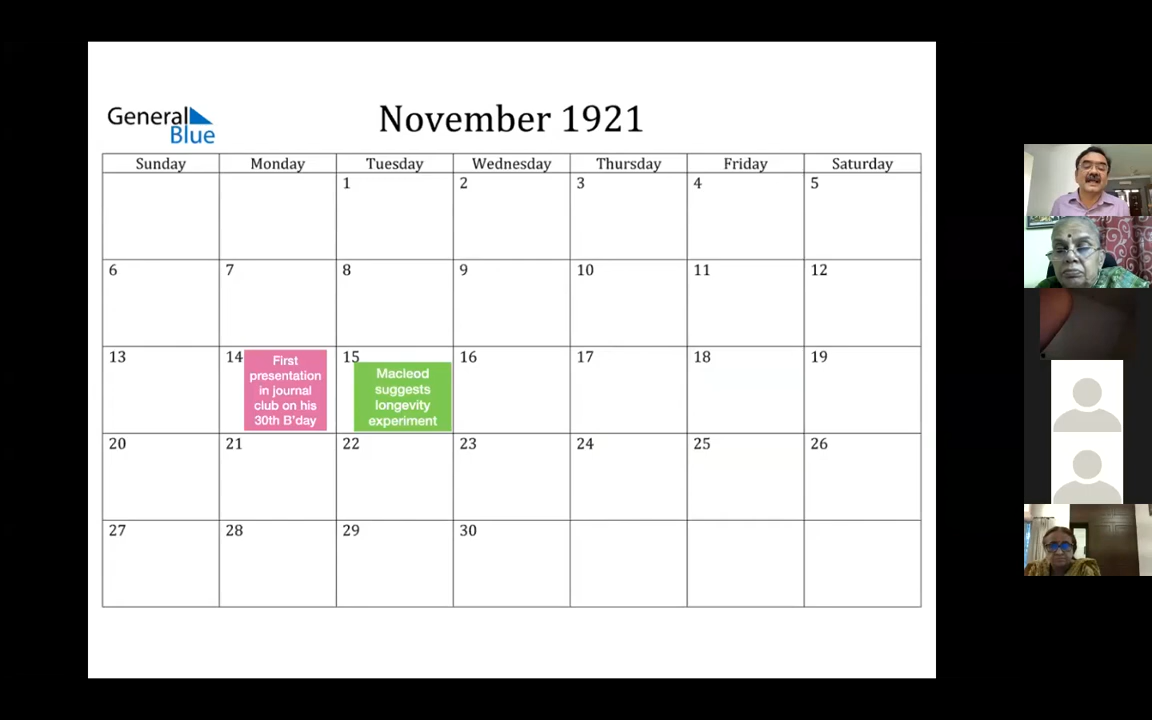 General
Blue
November 1921
Sunday Monday Tuesday Wednesday Thursday Friday Saturday
1 2 3 4 5
6 7 8 9 10 11 12
13 14 15 16 17 18 19
First
presentation
in journal
club on his
30th B'day
Macleod
suggests
longevity
experiment
20 21 22 23 24 25 26
27 28 29 30